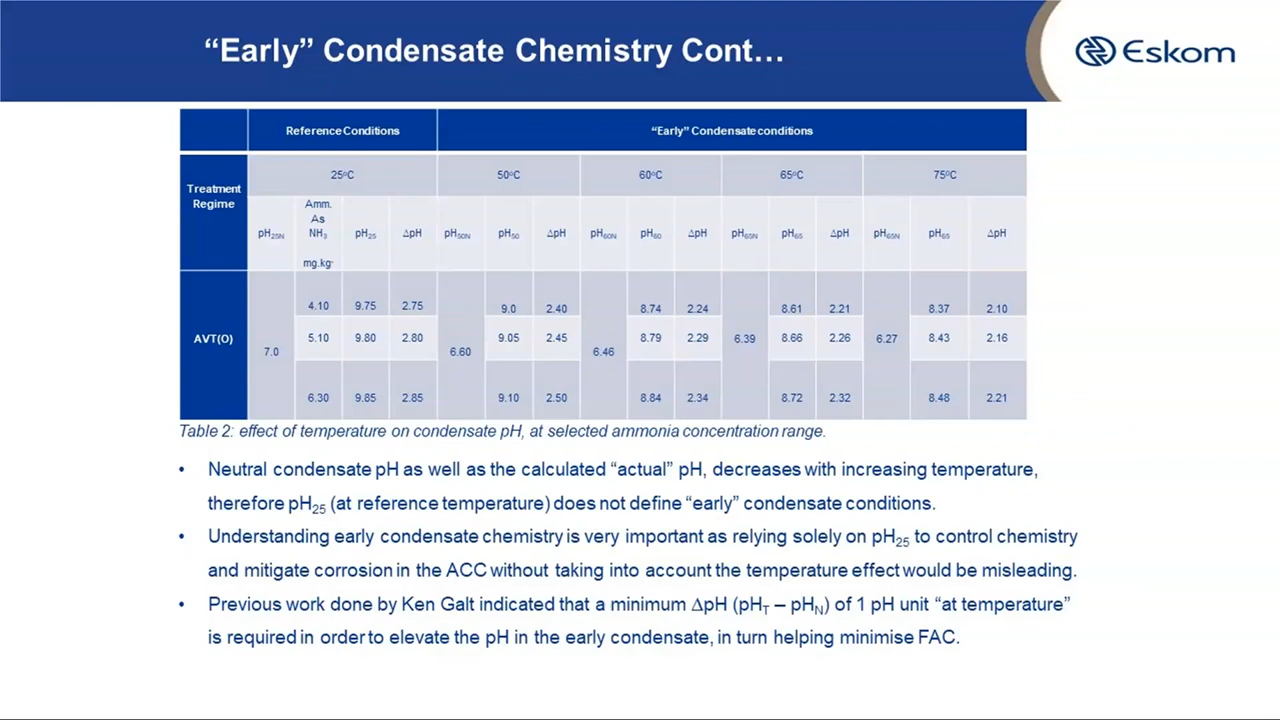 “Early” Condensate Chemistry Cont…
Eskom
Reference Conditions
“Early” Condensate conditions
Treatment
Regime
25⁰C
50⁰C
60⁰C
65⁰C
75⁰C
pH25N
Amm.
As
NH3
mg.kg-
pH25
ΔpH
pH50N
pH50
ΔpH
pH60N
pH60
ΔpH
pH65N
pH65
ΔpH
pH65N
pH65
ΔpH
AVT(O)
7.0
4.10 9.75 2.75
5.10 9.80 2.80
6.30 9.85 2.85
6.60
9.0 2.40
9.05 2.45
9.10 2.50
6.46
8.74 2.24
8.79 2.29
8.84 2.34
6.39
8.61 2.21
8.66 2.26
8.72 2.32
6.27
8.37 2.10
8.43 2.16
8.48 2.21
Table 2: effect of temperature on condensate pH, at selected ammonia concentration range.
• Neutral condensate pH as well as the calculated “actual” pH, decreases with increasing temperature,
therefore pH25 (at reference temperature) does not define “early” condensate conditions.
• Understanding early condensate chemistry is very important as relying solely on pH25 to control chemistry
and mitigate corrosion in the ACC without taking into account the temperature effect would be misleading.
• Previous work done by Ken Galt indicated that a minimum ΔpH (pHT – pHN) of 1 pH unit “at temperature”
is required in order to elevate the pH in the early condensate, in turn helping minimise FAC.